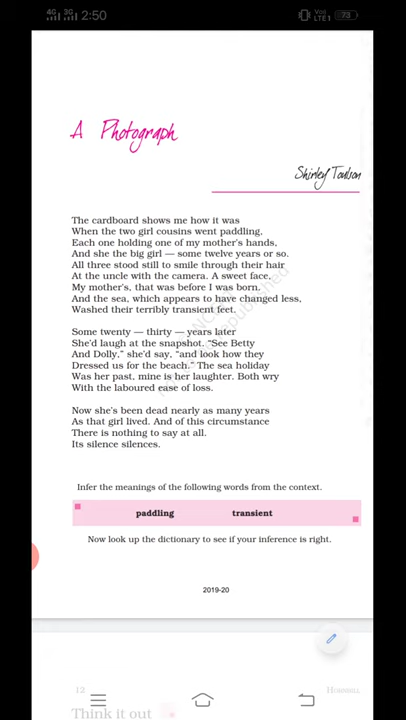 4G 3G 2:50 Vo) LTE 1 73
A Photograph
Shirley Toulson
The cardboard shows me how it was
When the two girl cousins went paddling,
Each one holding one of my mother's hands,
And she the big girl — some twelve years or so.
All three stood still to smile through their hair
At the uncle with the camera. A sweet face,
My mother's, that was before I was born.
And the sea, which appears to have changed less,
Washed their terribly transient feet.
Some twenty — thirty — years later
She'd laugh at the snapshot. "See Betty
And Dolly," she'd say, "and look how they
Dressed us for the beach." The sea holiday
Was her past, mine is her laughter. Both wry
With the laboured ease of loss.
Now she's been dead nearly as many years
As that girl lived. And of this circumstance
There is nothing to say at all.
Its silence silences.
Infer the meanings of the following words from the context.
paddling transient
Now look up the dictionary to see if your inference is right.
2019-20
12 Hornbill
Think it out